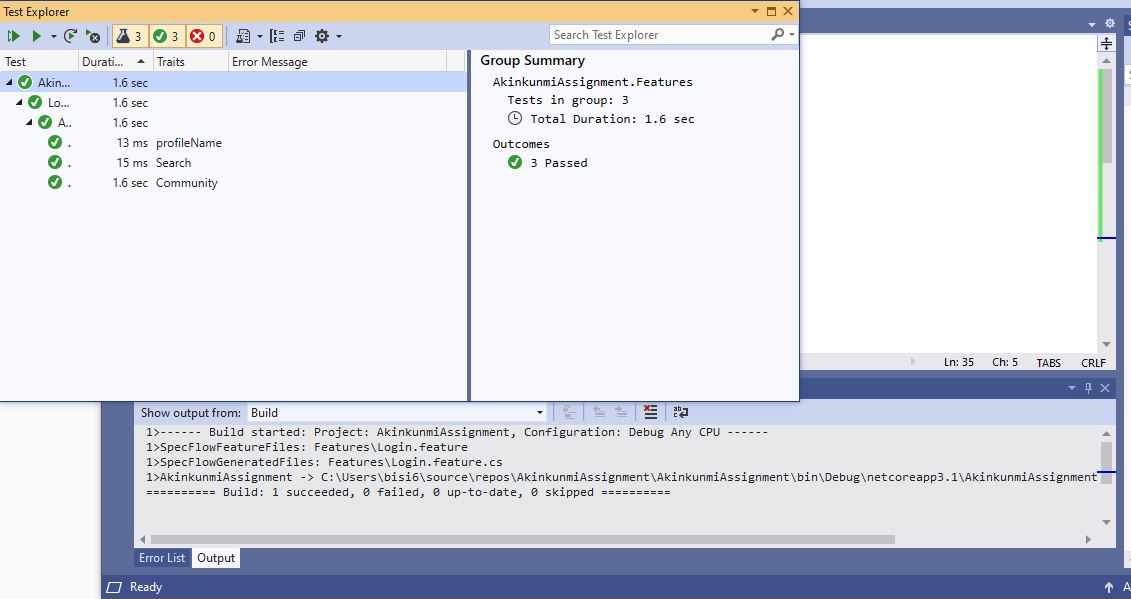 Test Explorer
3 3 0
Search Test Explorer
Test Durati... Traits Error Message
Akin... 1.6 sec
Lo... 1.6 sec
A.. 1.6 sec
. 13 ms profileName
. 15 ms Search
. 1.6 sec Community
Group Summary
AkinkunmiAssignment.Features
Tests in group: 3
Total Duration: 1.6 sec
Outcomes
3 Passed
Ln: 35 Ch: 5 TABS CRLF
Show output from: Build
1>------ Build started: Project: AkinkunmiAssignment, Configuration: Debug Any CPU ------
1>SpecFlowFeatureFiles: Features\Login.feature
1>SpecFlowGeneratedFiles: Features\Login.feature.cs
1>AkinkunmiAssignment -> C:\Users\bisi6\source\repos\AkinkunmiAssignment\AkinkunmiAssignment\bin\Debug\netcoreapp3.1\AkinkunmiAssignment
========== Build: 1 succeeded, 0 failed, 0 up-to-date, 0 skipped ==========
Error List Output
Ready